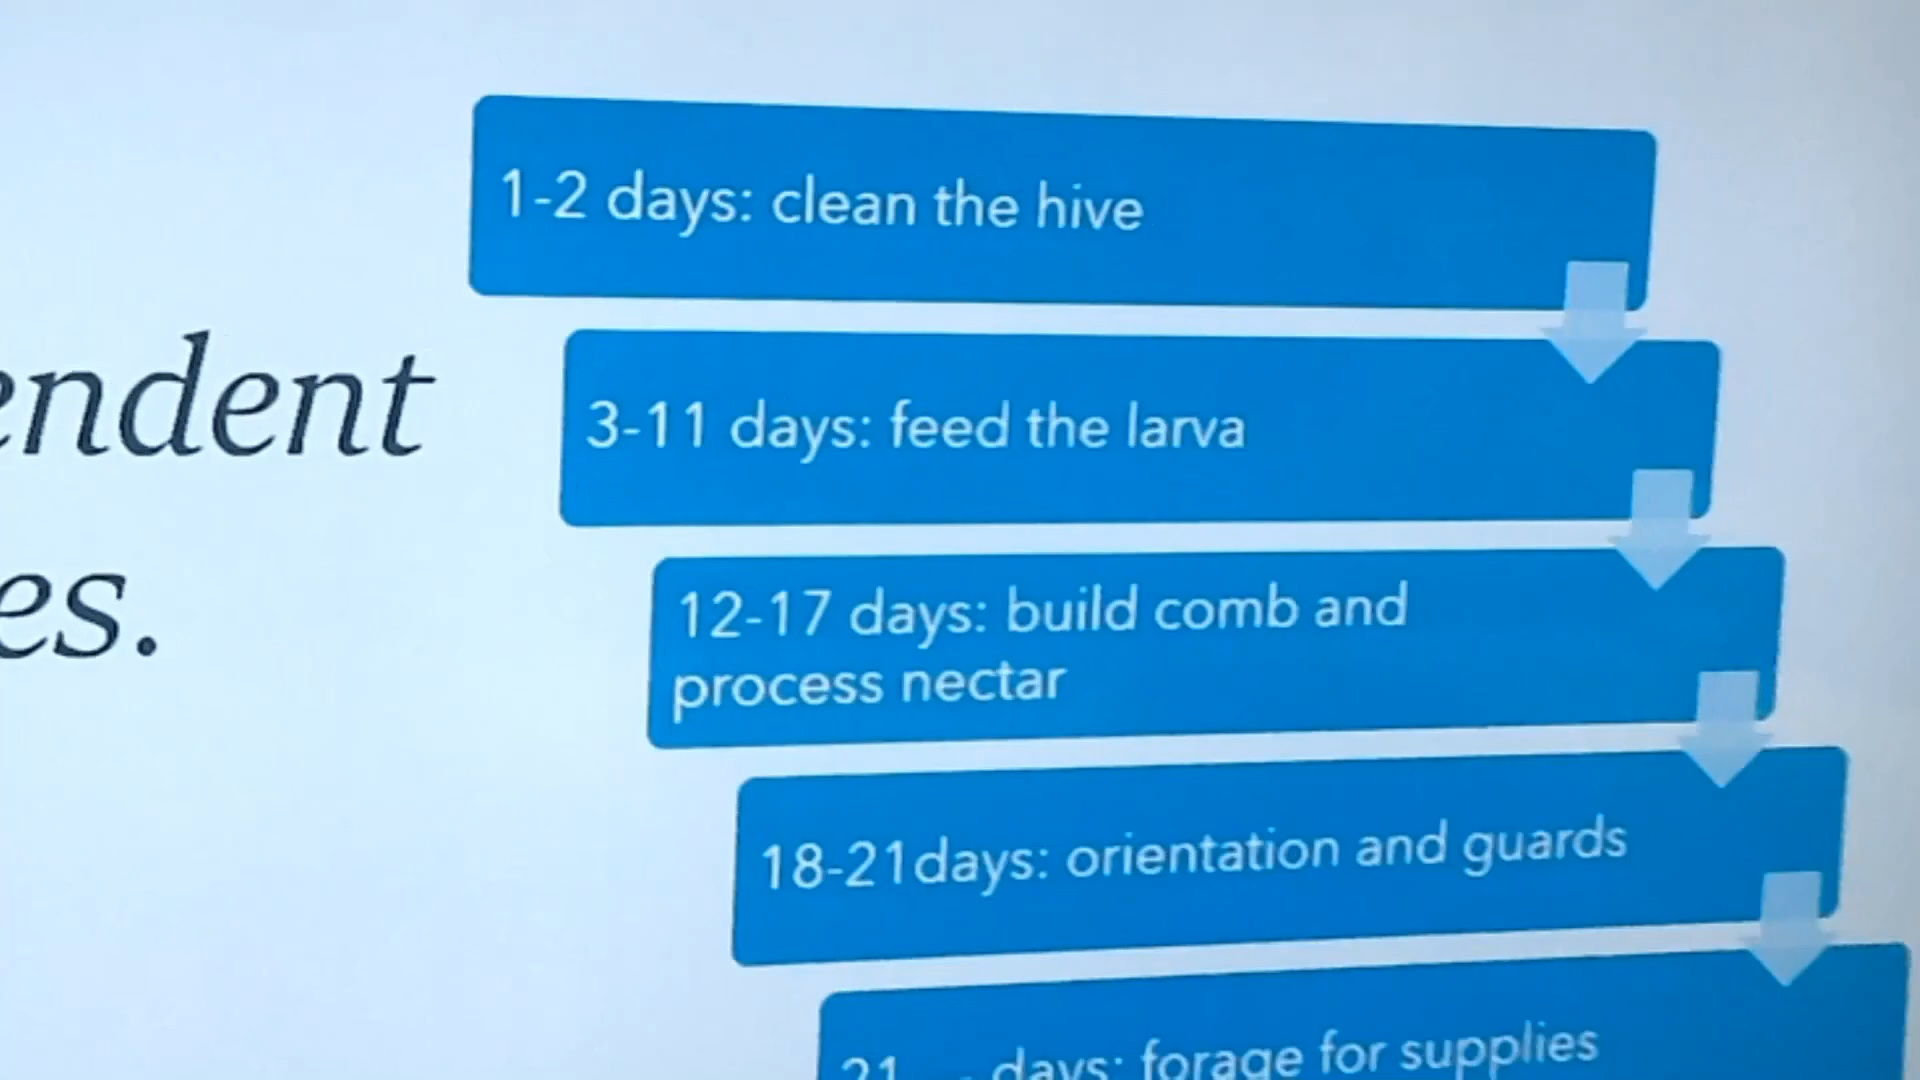 1-2 days: clean the hive
3-11 days: feed the larva
endent
12-17 days: build comb and
process nectar
es.
18-21days: orientation and guards
days: forage for supplies